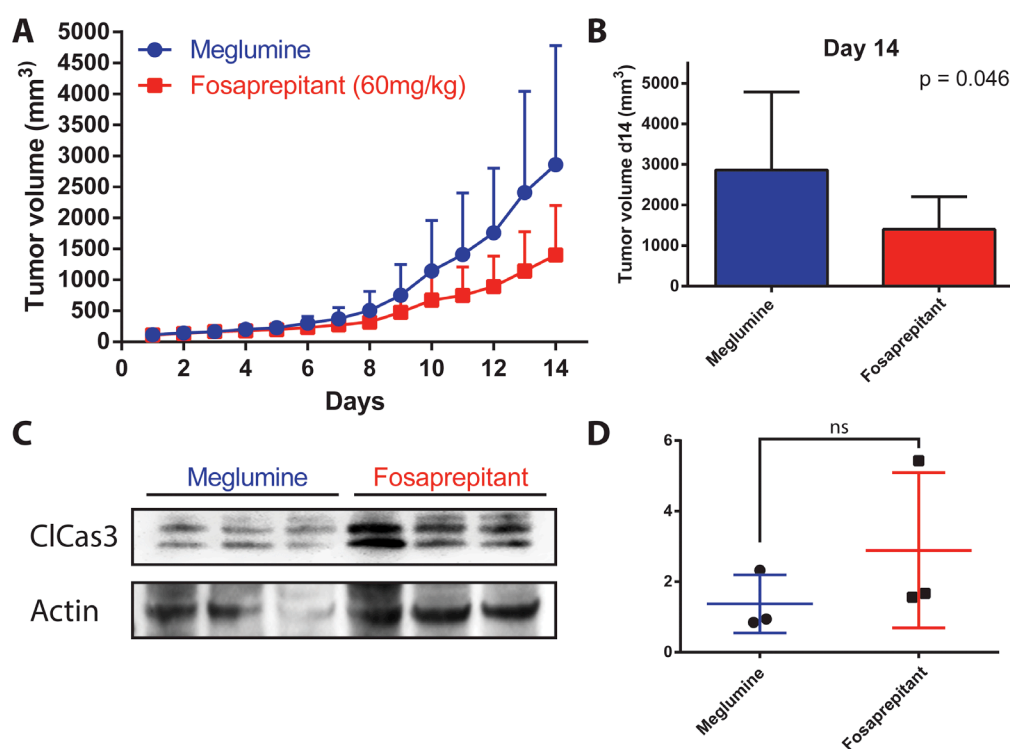 A
Tumor volume (mm³)
5000
4500
4000
3500
3000
2500
2000
1500
1000
500
0
Meglumine
Fosaprepitant (60mg/kg)
0 2 4 6 8 10 12 14
Days
B
Day 14
p = 0.046
Tumor volume d14 (mm³)
5000
4000
3000
2000
1000
0
Meglumine
Fosaprepitant
C
Meglumine Fosaprepitant
ClCas3
Actin
D
ns
6
4
2
0
Meglumine
Fosaprepitant